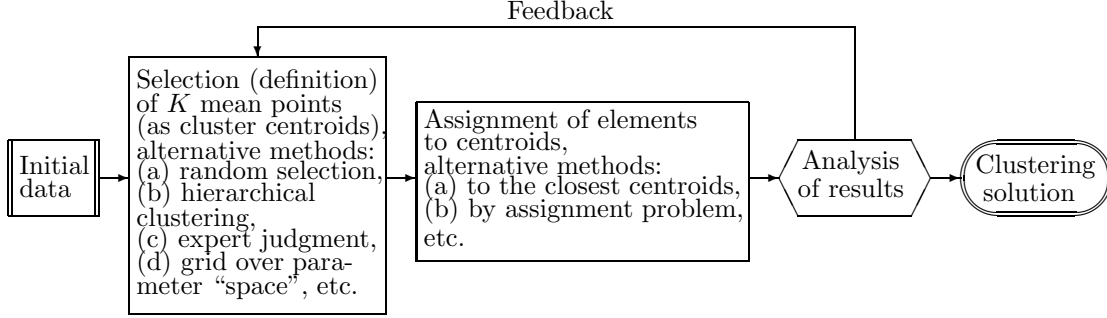 Feedback
Initial
data
Selection (definition)
of K mean points
(as cluster centroids),
alternative methods:
(a) random selection,
(b) hierarchical
clustering,
(c) expert judgment,
(d) grid over para-
meter “space”, etc.
Assignment of elements
to centroids,
alternative methods:
(a) to the closest centroids,
(b) by assignment problem,
etc.
Analysis
of results
Clustering
solution